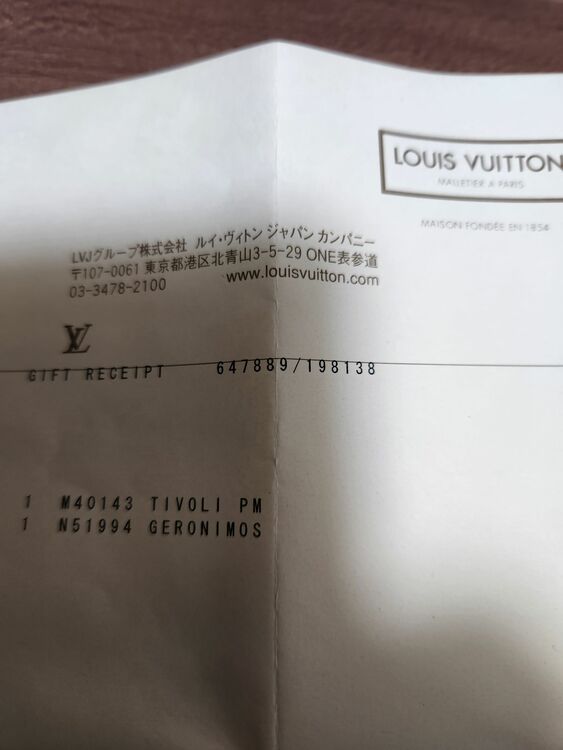 LOUIS VUITTON
MALLETIER A PARIS
MAISON FONDÉE EN 1854
LVJグループ株式会社 ルイ・ヴィトン ジャパン カンパニー
〒107-0061 東京都港区北青山3-5-29 ONE表参道
03-3478-2100 www.louisvuitton.com
LV
GIFT RECEIPT 647889/198138
1 M40143 TIVOLI PM
1 N51994 GERONIMOS